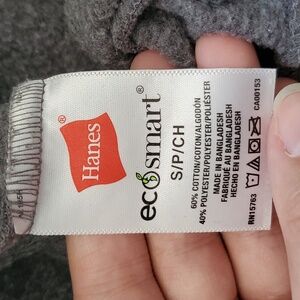 Hanes®
ecosmart®
S/P/CH
60% COTTON/COTON/ALGODÓN
40% POLYESTER/POLYESTER/POLIÉSTER
MADE IN BANGLADESH
FABRIQUÉ AU BANGLADESH
HECHO EN BANGLADESH
RN15763
CA00153